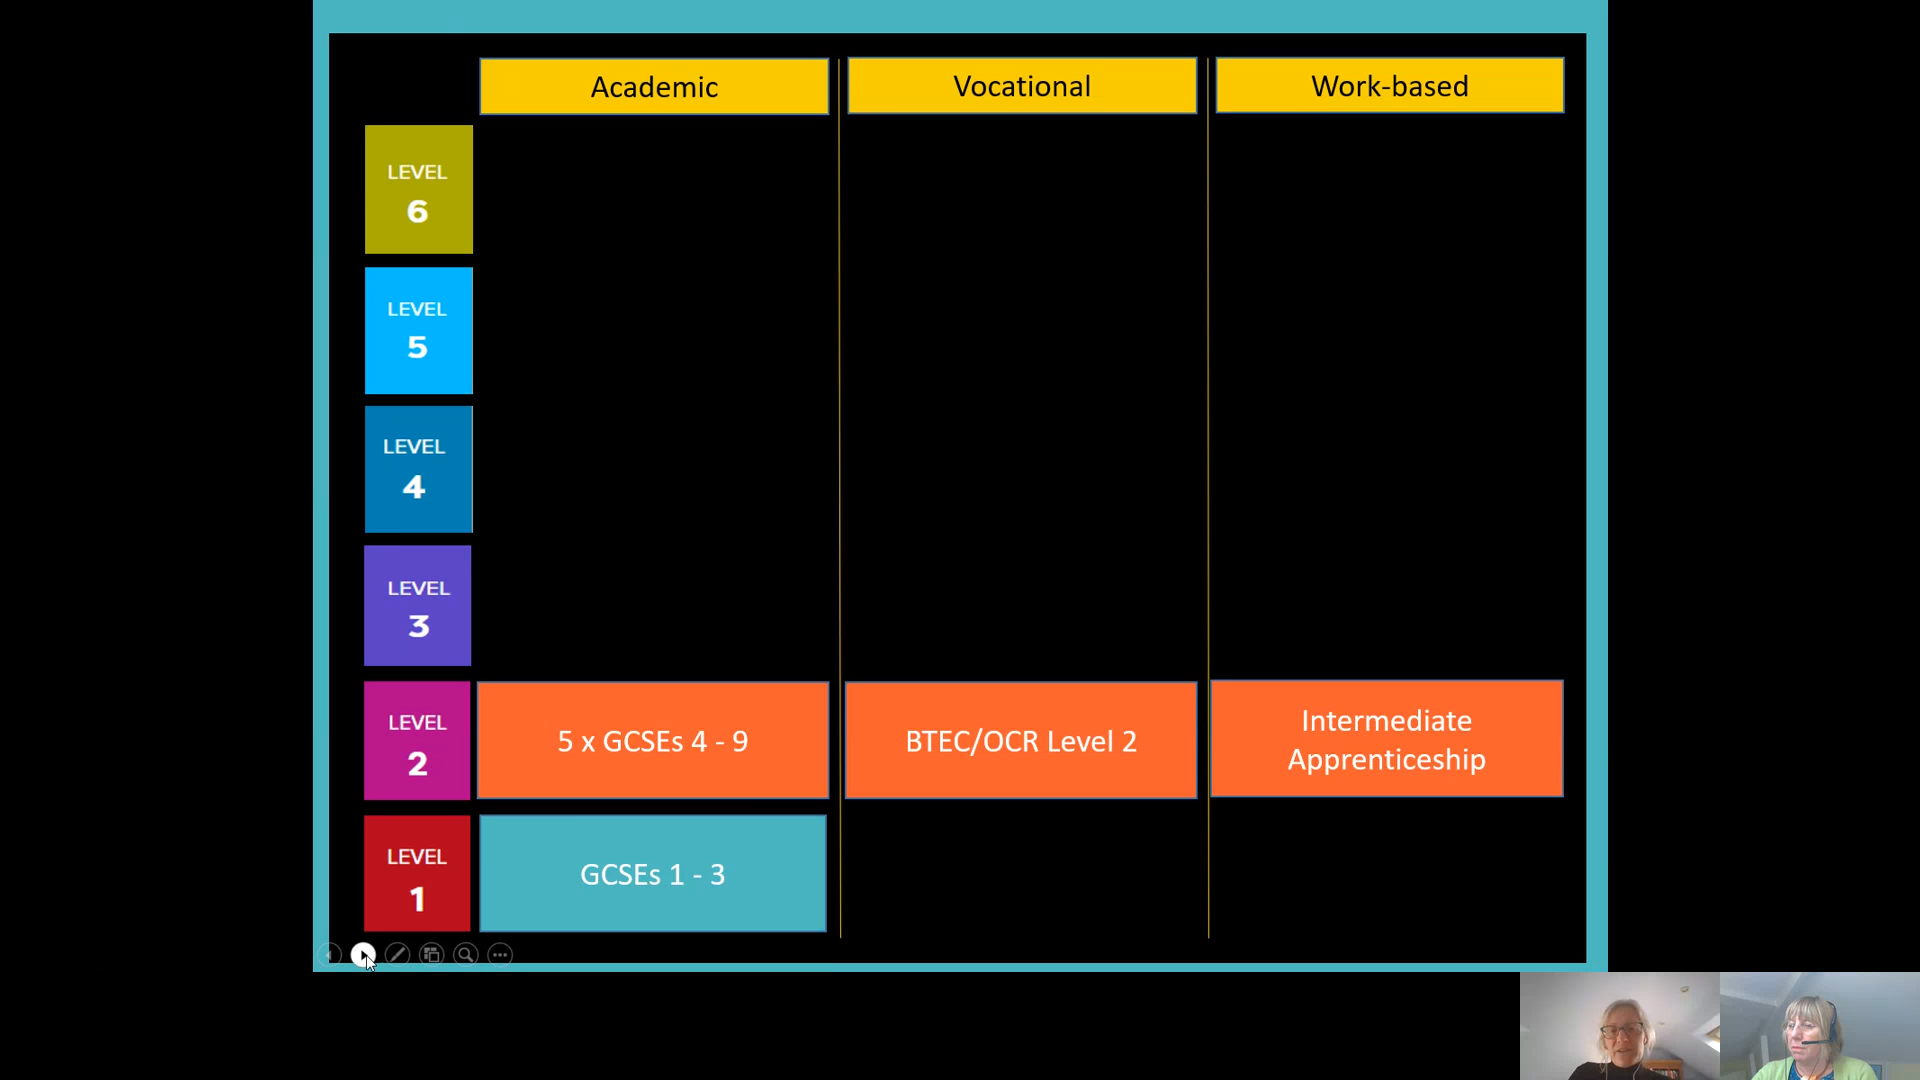 Academic
Vocational
Work-based
LEVEL
6
LEVEL
5
LEVEL
4
LEVEL
3
LEVEL
2
5 x GCSEs 4 - 9
BTEC/OCR Level 2
Intermediate
Apprenticeship
LEVEL
1
GCSEs 1 - 3